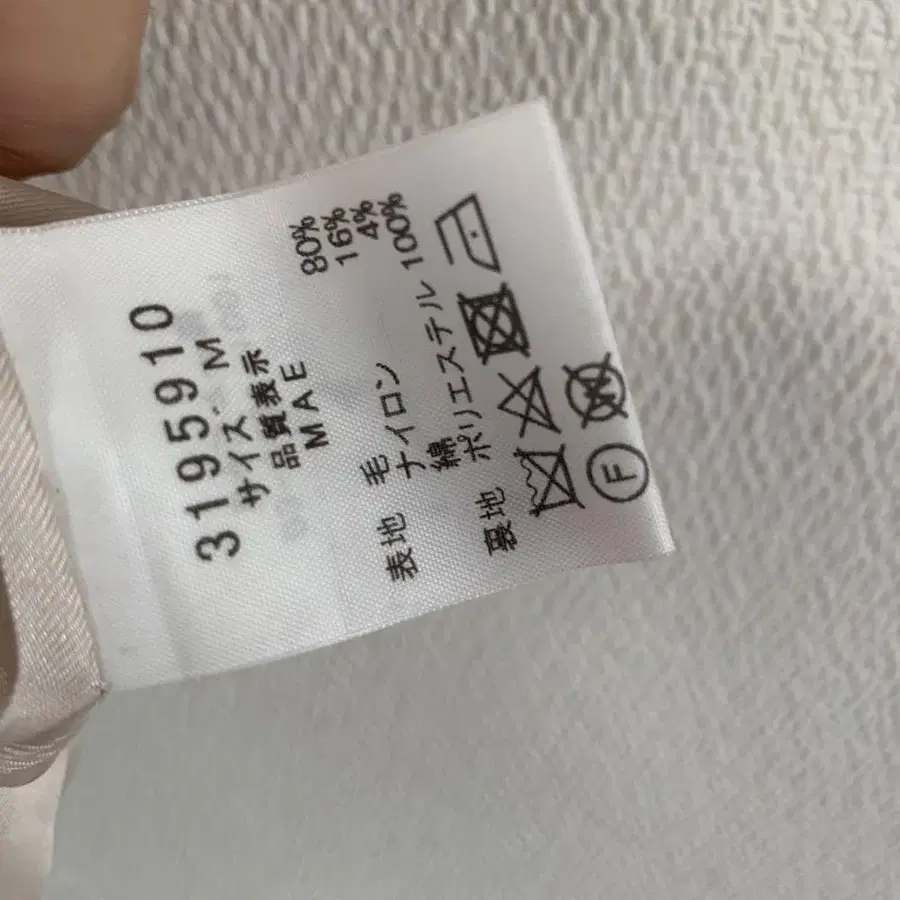 3195910
サイズ M
品質表示
MAE
表地 毛 80%
ナイロン 16%
綿 4%
裏地 ポリエステル 100%
F W